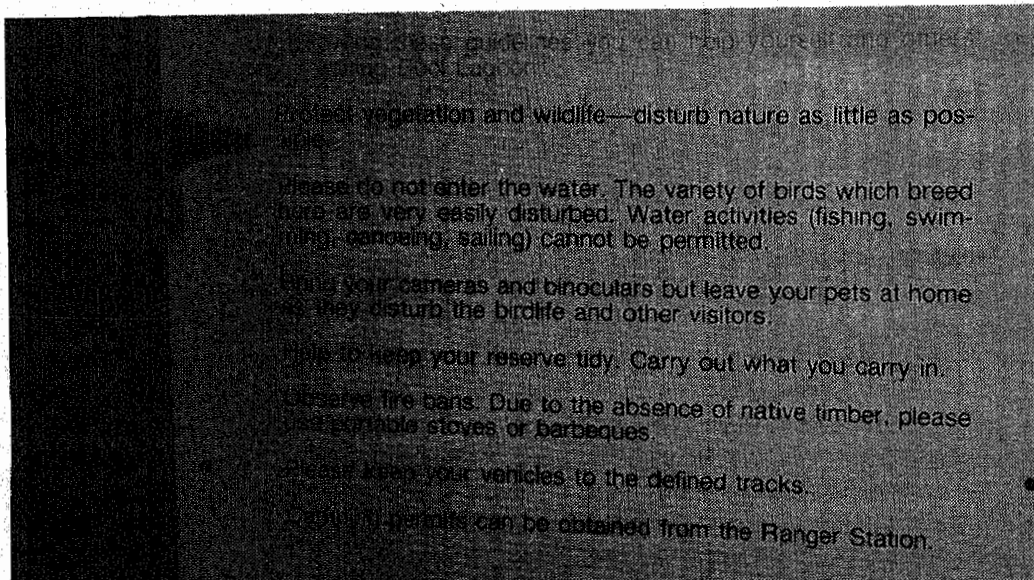 these guidelines you can help yourself and others
Bool Lagoon.
Protect vegetation and wildlife—disturb nature as little as pos-
sible.
Please do not enter the water. The variety of birds which breed
here are very easily disturbed. Water activities (fishing, swim-
ming, canoeing, sailing) cannot be permitted.
Bring your cameras and binoculars but leave your pets at home
as they disturb the birdlife and other visitors.
Help to keep your reserve tidy. Carry out what you carry in.
Observe fire bans. Due to the absence of native timber, please
use portable stoves or barbeques.
Please keep your vehicles to the defined tracks.
Camping permits can be obtained from the Ranger Station.